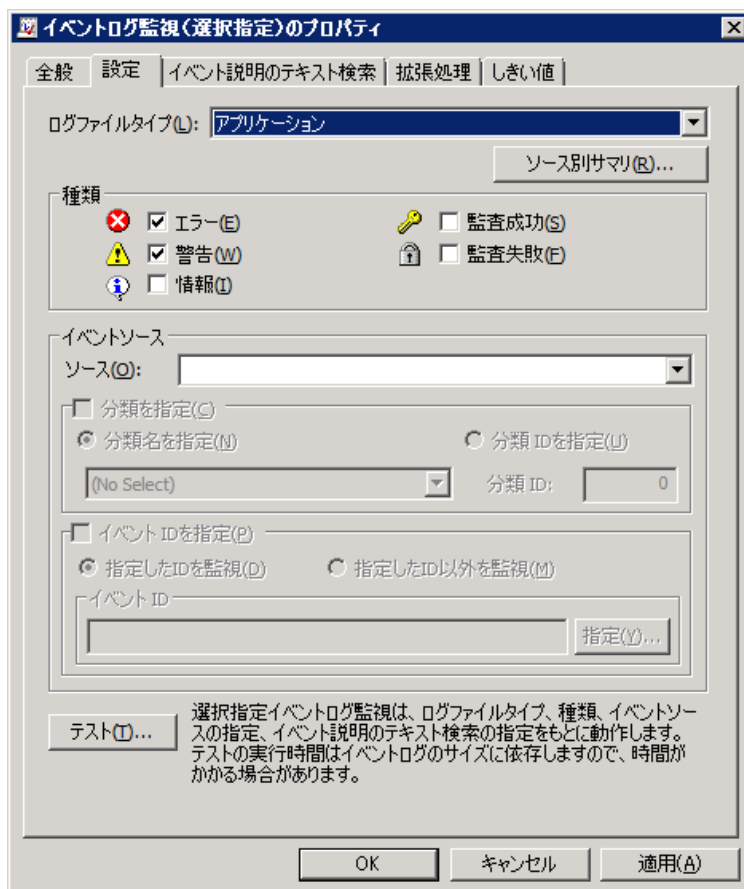 イベントログ監視(選択指定)のプロパティ
全般 設定 イベント説明のテキスト検索 拡張処理 しきい値
ログファイルタイプ(L): アプリケーション
ソース別サマリ(R)...
種類
エラー(E) 監査成功(S)
警告(W) 監査失敗(F)
情報(I)
イベントソース
ソース(O):
分類を指定(C)
分類名を指定(N) 分類 IDを指定(U)
(No Select) 分類 ID: 0
イベント IDを指定(P)
指定したIDを監視(D) 指定したID以外を監視(M)
イベント ID
指定(Y)...
テスト(T)...
選択指定イベントログ監視は、ログファイルタイプ、種類、イベントソー
スの指定、イベント説明のテキスト検索の指定をもとに動作します。
テストの実行時間はイベントログのサイズに依存しますので、時間が
かかる場合があります。
OK キャンセル 適用(A)